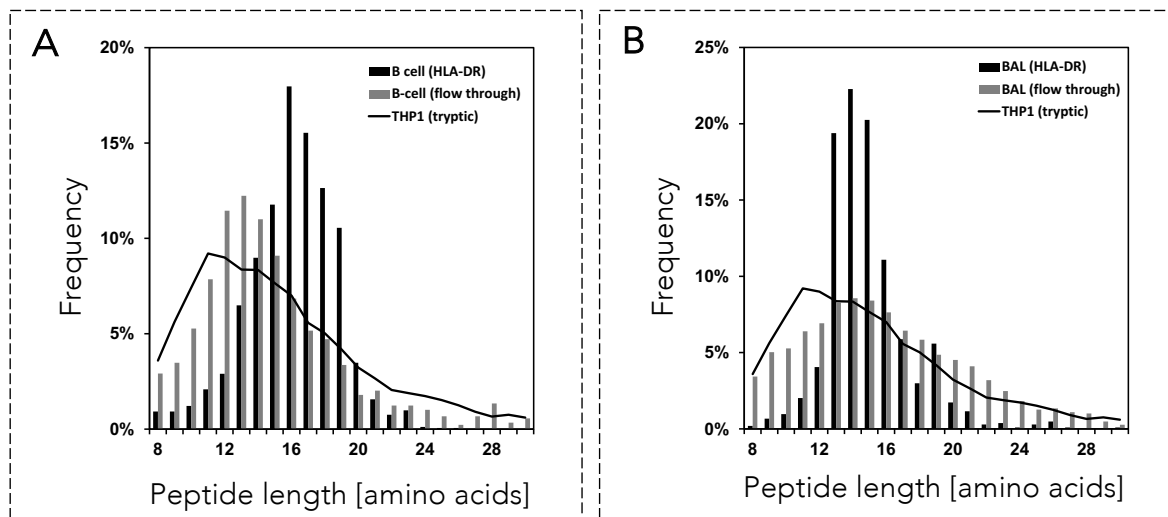 A
B cell (HLA-DR)
B-cell (flow through)
THP1 (tryptic)
20%
15%
10%
5%
0%
Frequency
8 12 16 20 24 28
Peptide length [amino acids]
B
BAL (HLA-DR)
BAL (flow through)
THP1 (tryptic)
25%
20%
15%
10%
5%
0%
Frequency
8 12 16 20 24 28
Peptide length [amino acids]